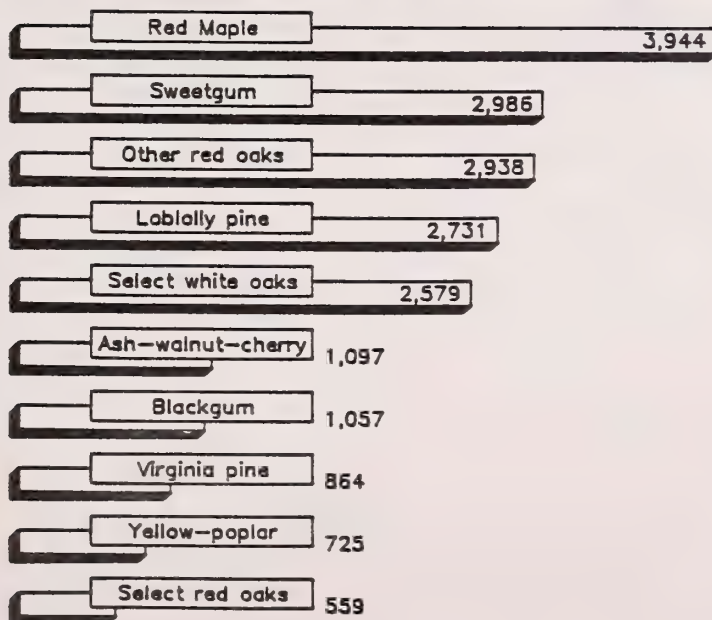 Red Maple
3,944
Sweetgum
2,986
Other red oaks
2,938
Loblolly pine
2,731
Select white oaks
2,579
Ash-walnut-cherry
1,097
Blackgum
1,057
Virginia pine
864
Yellow-poplar
725
Select red oaks
559